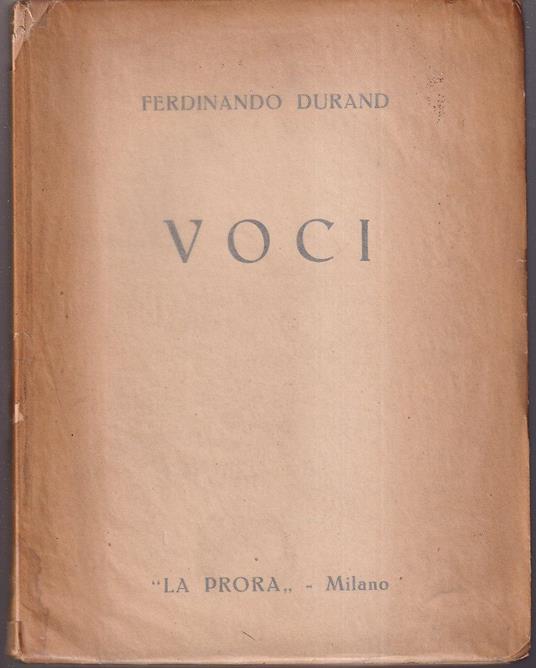 FERDINANDO DURAND
VOCI
“LA PRORA„ - Milano